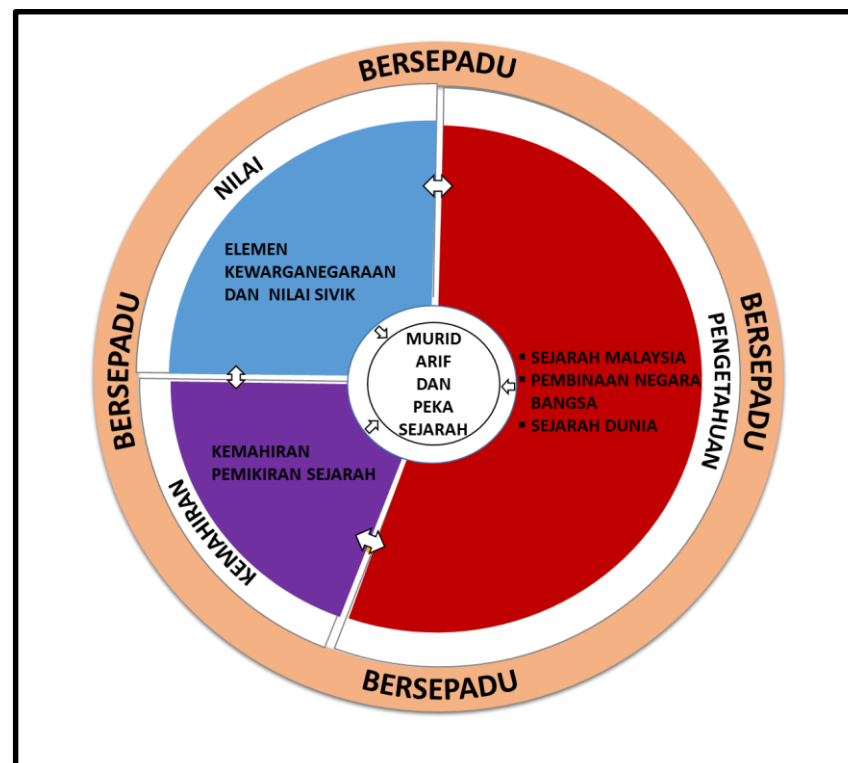 BERSEPADU
NILAI
ELEMEN
KEWARGANEGARAAN
DAN NILAI SIVIK
BERSEPADU
MURID
ARIF
DAN
PEKA
SEJARAH
▪ SEJARAH MALAYSIA
▪ PEMBINAAN NEGARA
BANGSA
▪ SEJARAH DUNIA
PENGETAHUAN
BERSEPADU
KEMAHIRAN
PEMIKIRAN SEJARAH
KEMAHIRAN
BERSEPADU